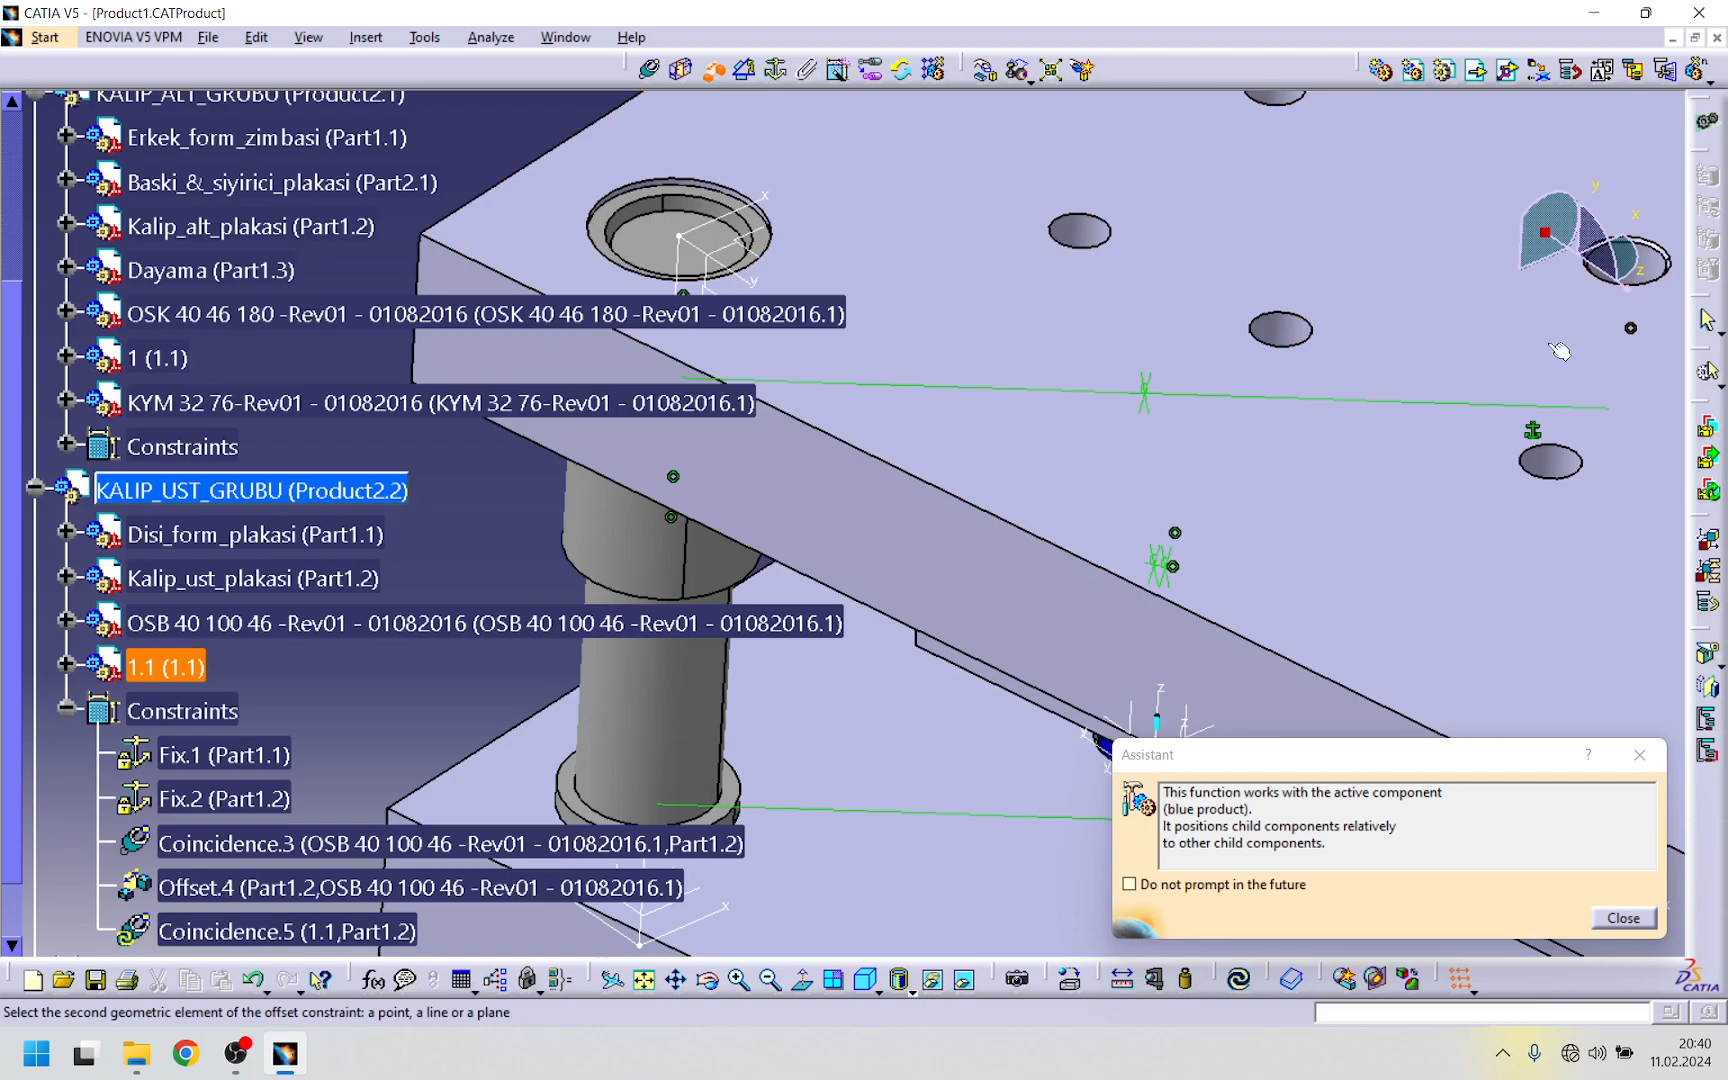 CATIA V5 - [Product1.CATProduct]
Start ENOVIA V5 VPM File Edit View Insert Tools Analyze Window Help
KALIP_ALT_GRUBU (Product2.1)
Erkek_form_zimbasi (Part1.1)
Baski_&_siyirici_plakasi (Part2.1)
Kalip_alt_plakasi (Part1.2)
Dayama (Part1.3)
OSK 40 46 180 -Rev01 - 01082016 (OSK 40 46 180 -Rev01 - 01082016.1)
1 (1.1)
KYM 32 76-Rev01 - 01082016 (KYM 32 76-Rev01 - 01082016.1)
Constraints
KALIP_UST_GRUBU (Product2.2)
Disi_form_plakasi (Part1.1)
Kalip_ust_plakasi (Part1.2)
OSB 40 100 46 -Rev01 - 01082016 (OSB 40 100 46 -Rev01 - 01082016.1)
1.1 (1.1)
Constraints
Fix.1 (Part1.1)
Fix.2 (Part1.2)
Coincidence.3 (OSB 40 100 46 -Rev01 - 01082016.1,Part1.2)
Offset.4 (Part1.2,OSB 40 100 46 -Rev01 - 01082016.1)
Coincidence.5 (1.1,Part1.2)
x
y
y
x
z
z
z
x
Assistant
This function works with the active component
(blue product).
It positions child components relatively
to other child components.
Do not prompt in the future
Close
CATIA
Select the second geometric element of the offset constraint: a point, a line or a plane
20:40
11.02.2024